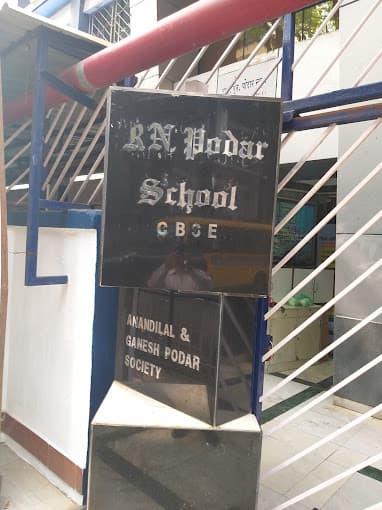 RN Podar
School
CBSE
ANANDILAL &
GANESH PODAR
SOCIETY